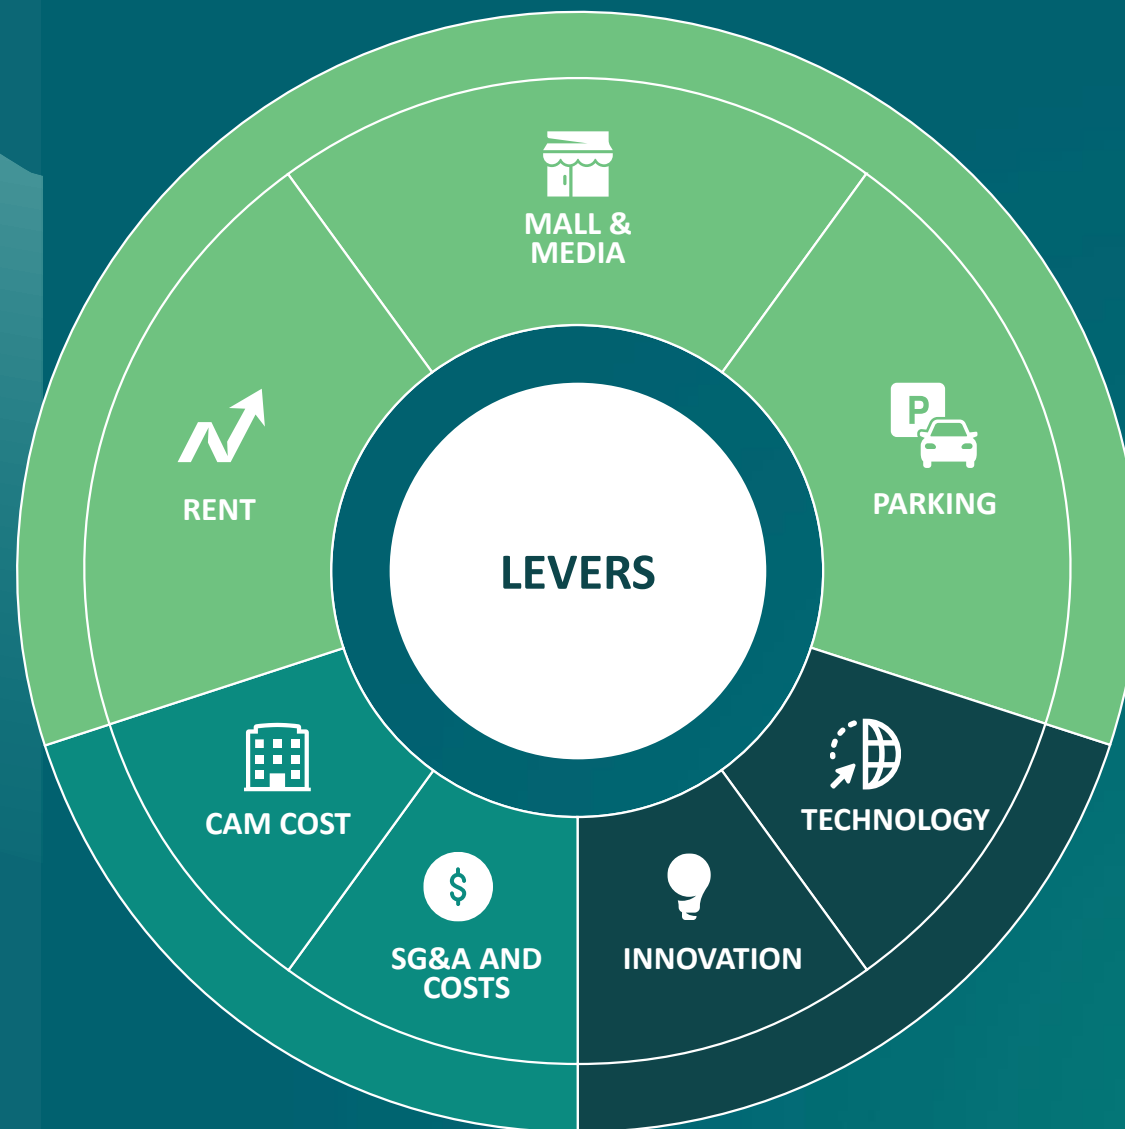 MALL &
MEDIA
P
RENT
PARKING
LEVERS
CAM COST
TECHNOLOGY
$
SG&A AND
COSTS
INNOVATION